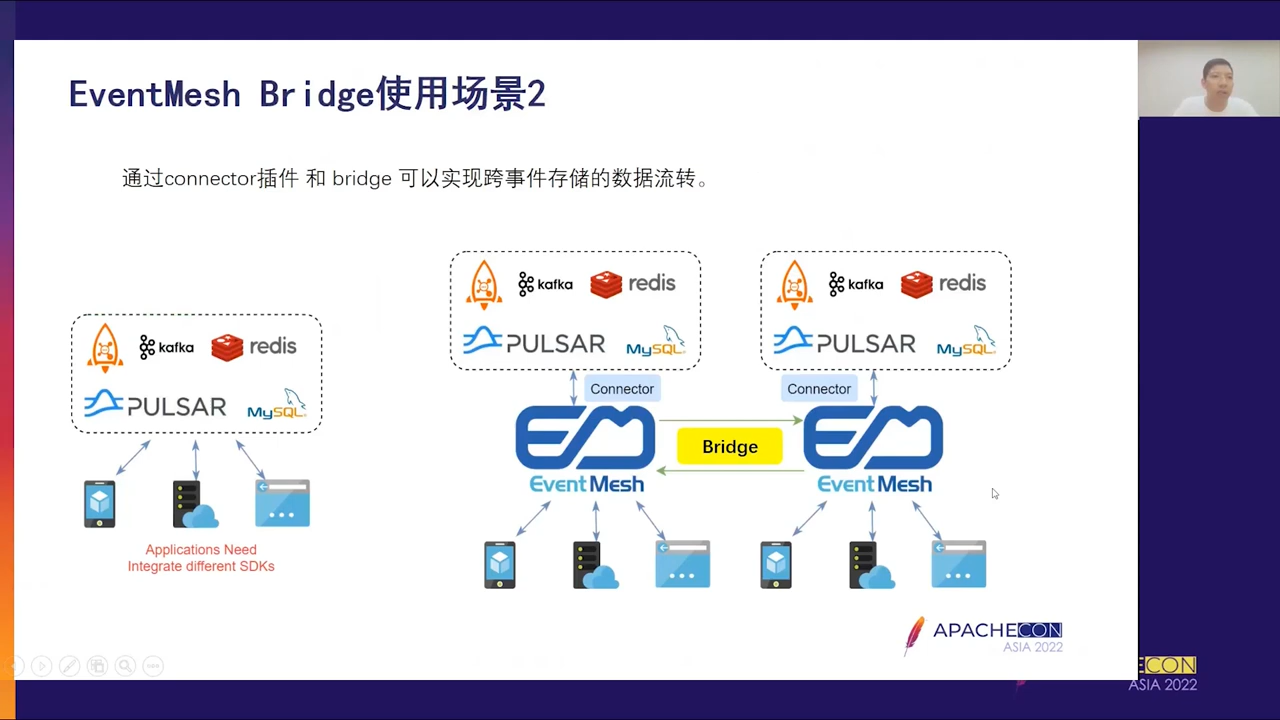 EventMesh Bridge使用场景2
通过connector插件 和 bridge 可以实现跨事件存储的数据流转。
kafka
redis
PULSAR
MySQL
Applications Need
Integrate different SDKs
kafka
redis
PULSAR
MySQL
Connector
EventMesh
kafka
redis
PULSAR
MySQL
Connector
EventMesh
Bridge
APACHECON
ASIA 2022
ECON
ASIA 2022